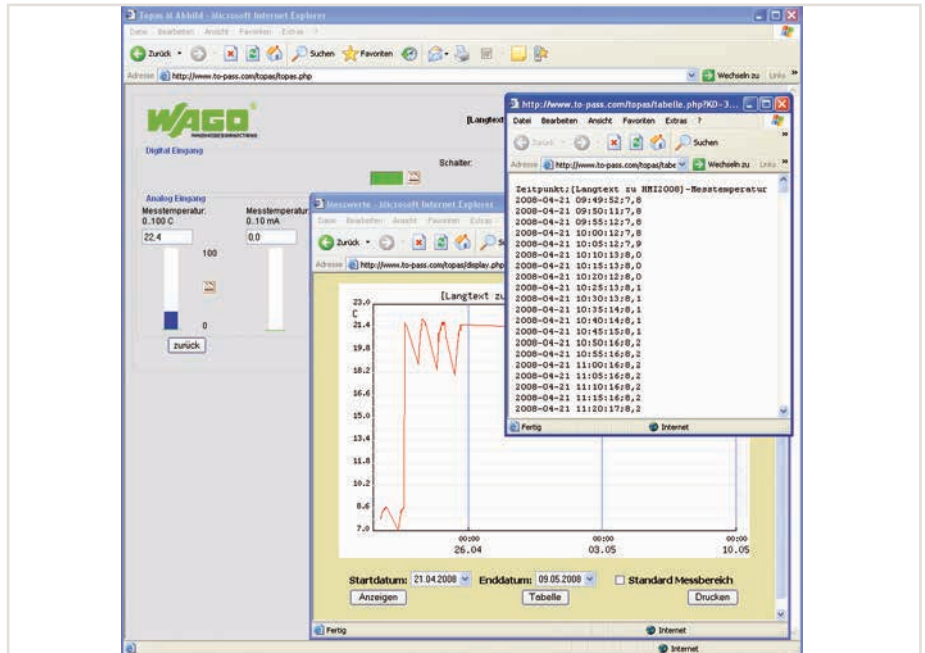 Topas M Abbild - Microsoft Internet Explorer
Datei Bearbeiten Ansicht Favoriten Extras ?
Zurück Suchen Favoriten
Adresse http://www.to-pass.com/topas/topas.php Wechseln zu Links »
WAGO
INNOVATIVE CONNECTIONS
[Langtext
Digital Eingang
Schalter:
Analog Eingang
Messtemperatur: Messtemperatur
0..100 C 0..10 mA
22.4 0.0
100
0
zurück
Messwerte - Microsoft Internet Explorer
Datei Bearbeiten Ansicht Favoriten Extras ?
Zurück
Adresse http://www.to-pass.com/topas/display.php
[Langtext zu
23.0
C
21.4
19.8
18.2
16.6
15.0
13.4
11.8
10.2
8.6
7.0
00:00 00:00 00:00
26.04 03.05 10.05
Startdatum: 21.04.2008 Enddatum: 09.05.2008 Standard Messbereich
Anzeigen Tabelle Drucken
Fertig Internet
http://www.to-pass.com/topas/tabelle.php?KD-3...
Datei Bearbeiten Ansicht Favoriten Extras ?
Zurück Suchen »
Adresse http://www.to-pass.com/topas/tabe Wechseln zu Links »
Zeitpunkt;[Langtext zu HMI2008]-Messtemperatur
2008-04-21 09:49:52;7,8
2008-04-21 09:50:11;7,8
2008-04-21 09:55:12;7,8
2008-04-21 10:00:12;7,8
2008-04-21 10:05:12;7,9
2008-04-21 10:10:13;8,0
2008-04-21 10:15:13;8,0
2008-04-21 10:20:12;8,0
2008-04-21 10:25:13;8,1
2008-04-21 10:30:13;8,1
2008-04-21 10:35:14;8,1
2008-04-21 10:40:14;8,1
2008-04-21 10:45:15;8,1
2008-04-21 10:50:16;8,2
2008-04-21 10:55:16;8,2
2008-04-21 11:00:16;8,2
2008-04-21 11:05:16;8,2
2008-04-21 11:10:16;8,2
2008-04-21 11:15:16;8,2
2008-04-21 11:20:17;8,2
Fertig Internet
Internet